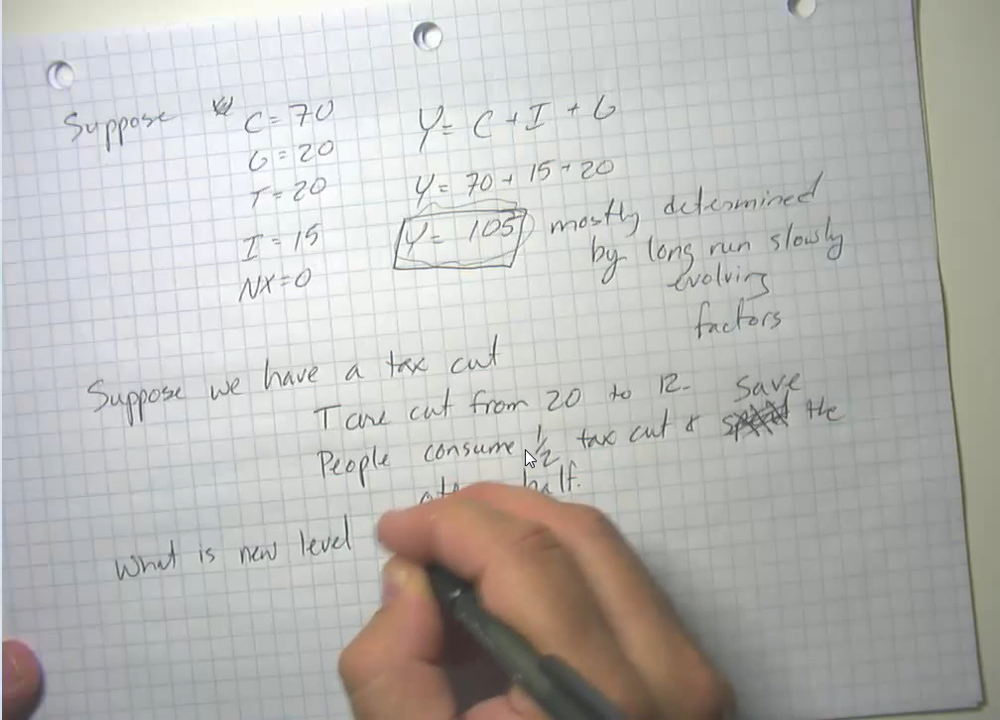 Suppose
C = 70
G = 20
T = 20
I = 15
NX = 0
Y = C + I + G
Y = 70 + 15 + 20
Y = 105
mostly determined
by long run slowly
evolving
factors
Suppose we have a tax cut
T are cut from 20 to 12.
People consume 1/2 tax cut & save the
half.
What is new level